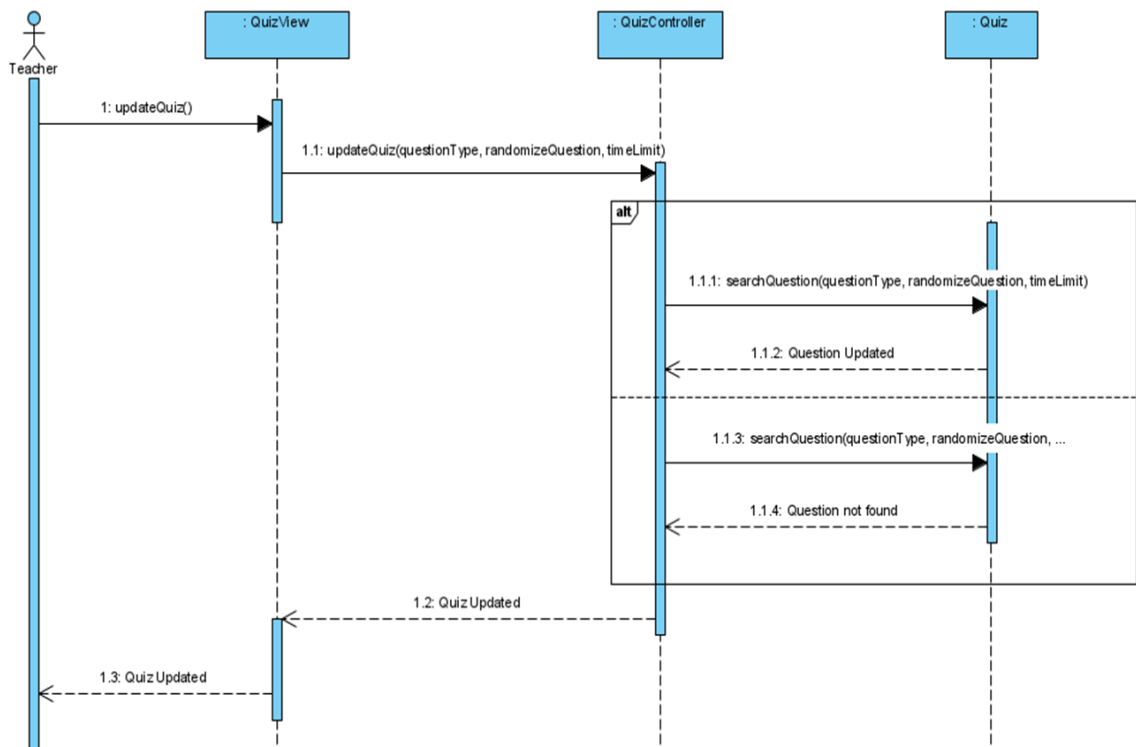 : QuizView
: QuizController
: Quiz
Teacher
1: updateQuiz()
1.1: updateQuiz(questionType, randomizeQuestion, timeLimit)
alt
1.1.1: searchQuestion(questionType, randomizeQuestion, timeLimit)
1.1.2: Question Updated
1.1.3: searchQuestion(questionType, randomizeQuestion, ...
1.1.4: Question not found
1.2: Quiz Updated
1.3: Quiz Updated